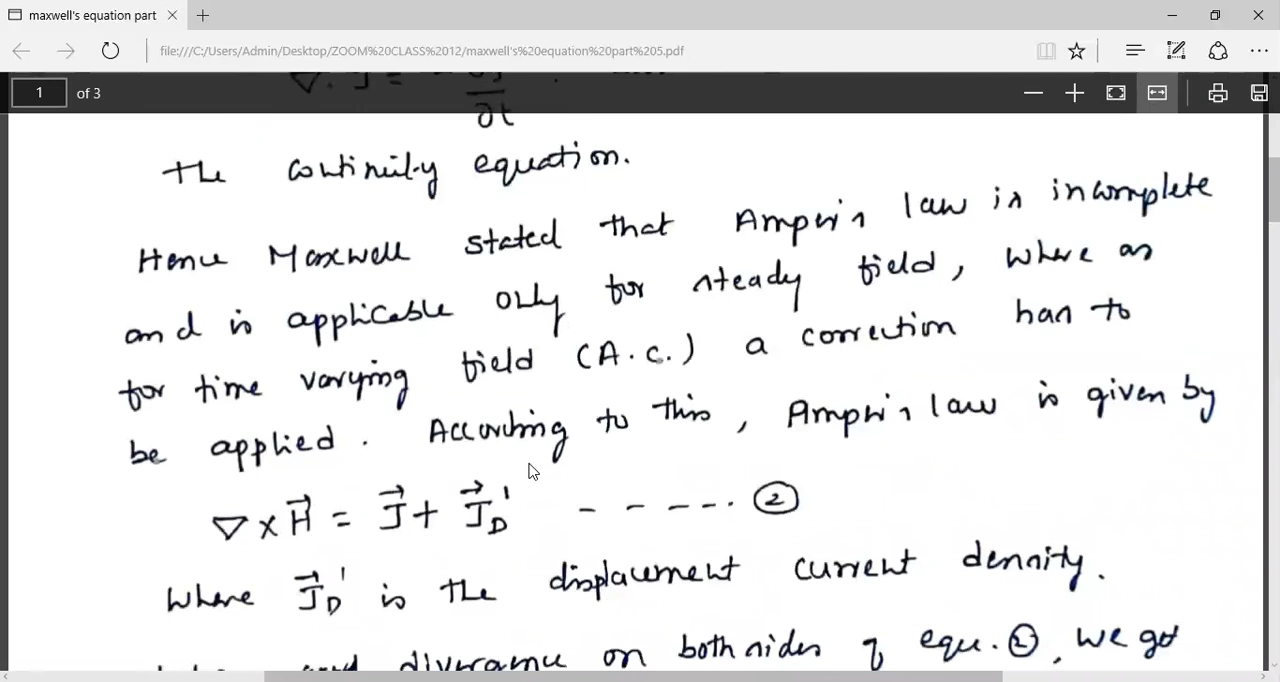 maxwell's equation part
file:///C:/Users/Admin/Desktop/ZOOM%20CLASS%2012/maxwell's%20equation%20part%205.pdf
1 of 3
∂t
the continuity equation.
Hence Maxwell stated that Amper's law is incomplete
and is applicable only for steady field, where as
for time varying field (A.c.) a correction has to
be applied. According to this, Amper's law is given by
∇ x H⃗ = J⃗ + J⃗D' - - - - - . ②
Where J⃗D' is the displacement current density.
on both sides of equ. ②, we get